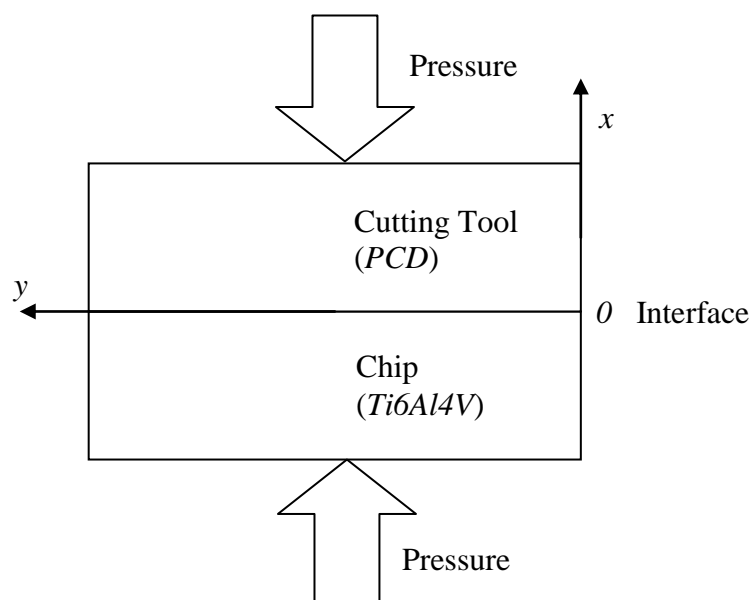 Pressure
x
Cutting Tool
(PCD)
y
0 Interface
Chip
(Ti6Al4V)
Pressure